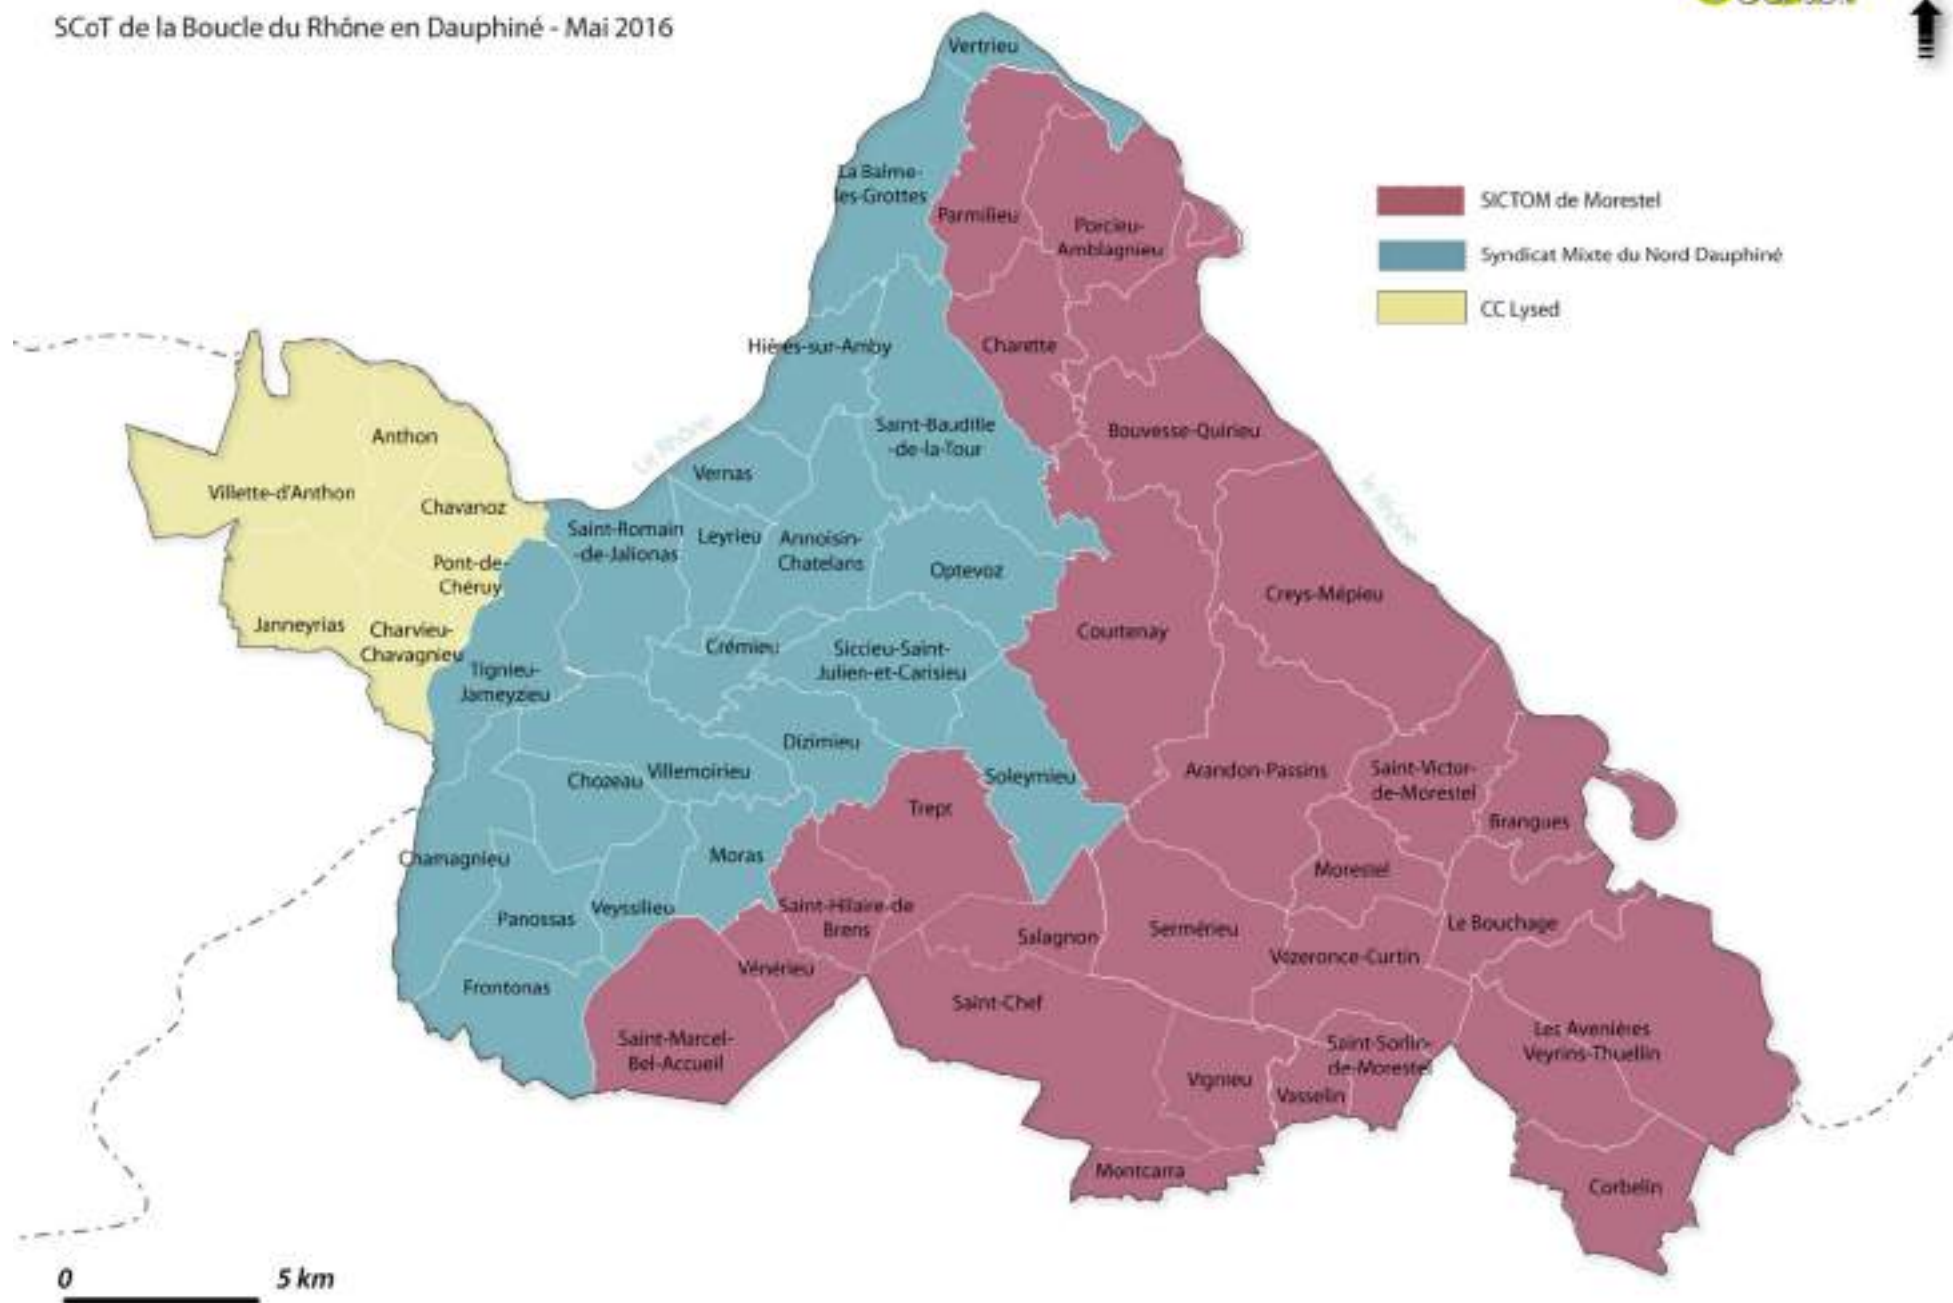 SCoT de la Boucle du Rhône en Dauphiné - Mai 2016
Vertrieu
La Balme-
les-Grottes
Parmilieu
Porcieu-
Amblagnieu
SICTOM de Morestel
Syndicat Mixte du Nord Dauphiné
CC Lysed
Hières-sur-Amby
Charette
Anthon
Le Rhône
Saint-Baudille
-de-la-Tour
Bouvesse-Quirieu
Villette-d'Anthon
Chavanoz
Vernas
le Rhône
Saint-Romain
-de-Jalionas
Leyrieu
Annoisin-
Chatelans
Optevoz
Pont-de-
Chéruy
Creys-Mépieu
Janneyrias
Charvieu-
Chavagnieu
Courtenay
Crémieu
Siccieu-Saint-
Julien-et-Carisieu
Tignieu-
Jameyzieu
Dizimieu
Chozeau
Villemoirieu
Soleymieu
Arandon-Passins
Saint-Victor-
de-Morestel
Trept
Brangues
Chamagnieu
Moras
Morestel
Panossas
Veyssilieu
Saint-Hilaire-de
Brens
Salagnon
Sermérieu
Le Bouchage
Vézeronce-Curtin
Vénérieu
Frontonas
Saint-Chef
Saint-Marcel-
Bel-Accueil
Saint-Sorlin-
de-Morestel
Les Avenières
Veyrins-Thuellin
Vignieu
Vasselin
Montcarra
Corbelin
0 5 km